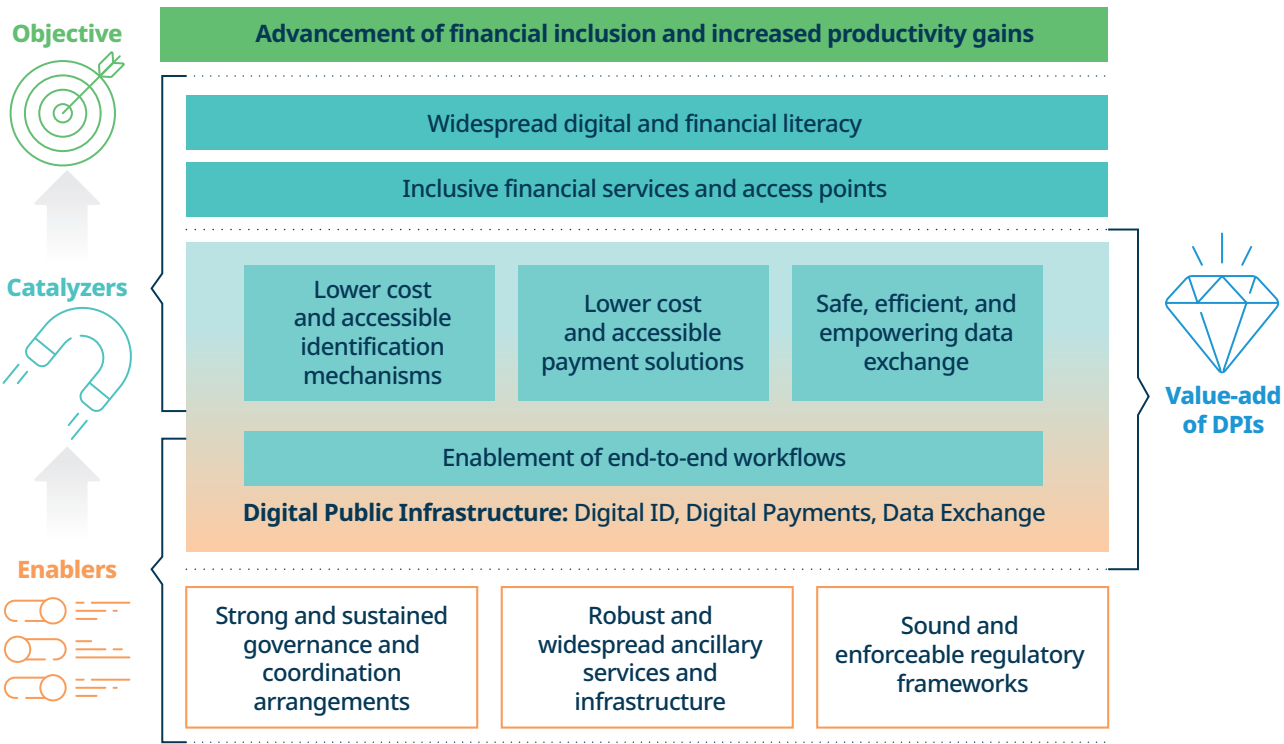 Objective
Advancement of financial inclusion and increased productivity gains
Widespread digital and financial literacy
Inclusive financial services and access points
Catalyzers
Lower cost
and accessible
identification
mechanisms
Lower cost
and accessible
payment solutions
Safe, efficient, and
empowering data
exchange
Value-add
of DPIs
Enablement of end-to-end workflows
Digital Public Infrastructure: Digital ID, Digital Payments, Data Exchange
Enablers
Strong and sustained
governance and
coordination
arrangements
Robust and
widespread ancillary
services and
infrastructure
Sound and
enforceable regulatory
frameworks